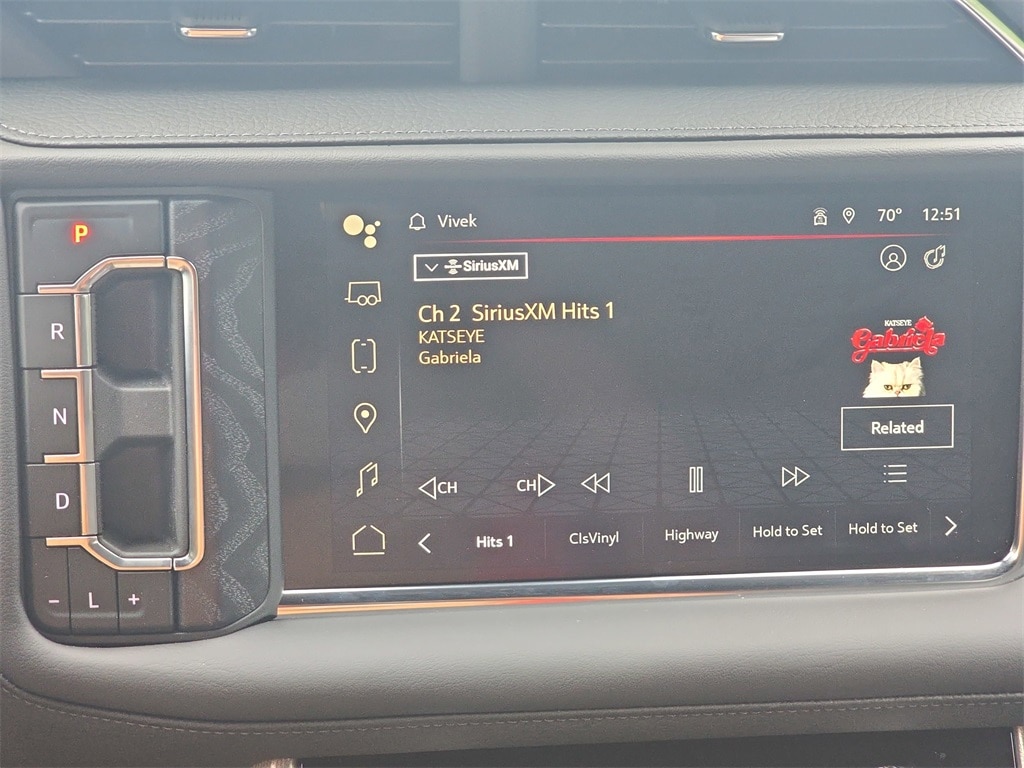 P
R
N
D
- L +
Vivek
70° 12:51
SiriusXM
Ch 2 SiriusXM Hits 1
KATSEYE
Gabriela
KATSEYE
Gabriela
Related
CH
CH
Hits 1
ClsVinyl
Highway
Hold to Set
Hold to Set